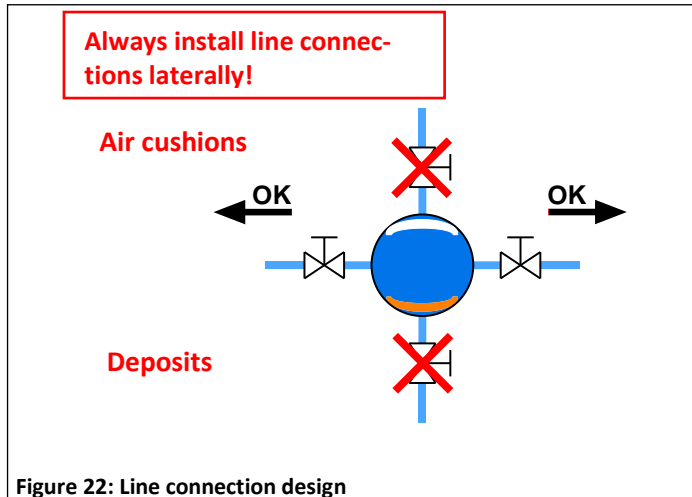 Always install line connec-
tions laterally!
Air cushions
OK
OK
Deposits
Figure 22: Line connection design